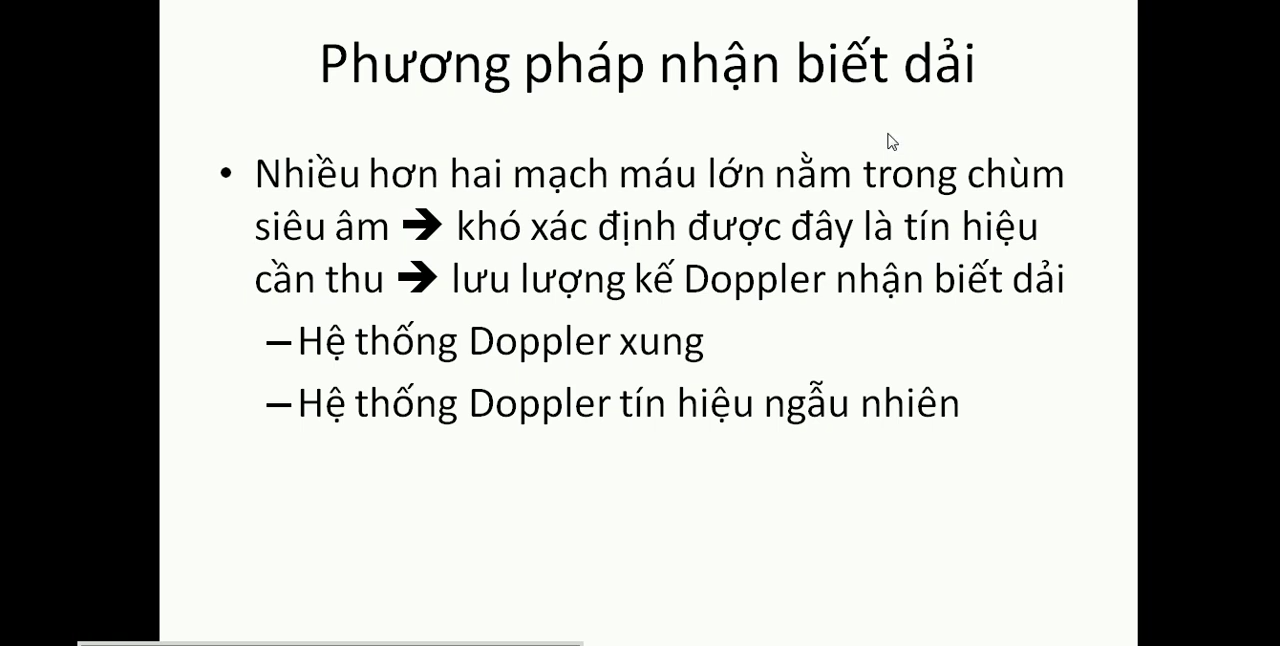 Phương pháp nhận biết dải
• Nhiều hơn hai mạch máu lớn nằm trong chùm
siêu âm ➔ khó xác định được đây là tín hiệu
cần thu ➔ lưu lượng kế Doppler nhận biết dải
– Hệ thống Doppler xung
– Hệ thống Doppler tín hiệu ngẫu nhiên